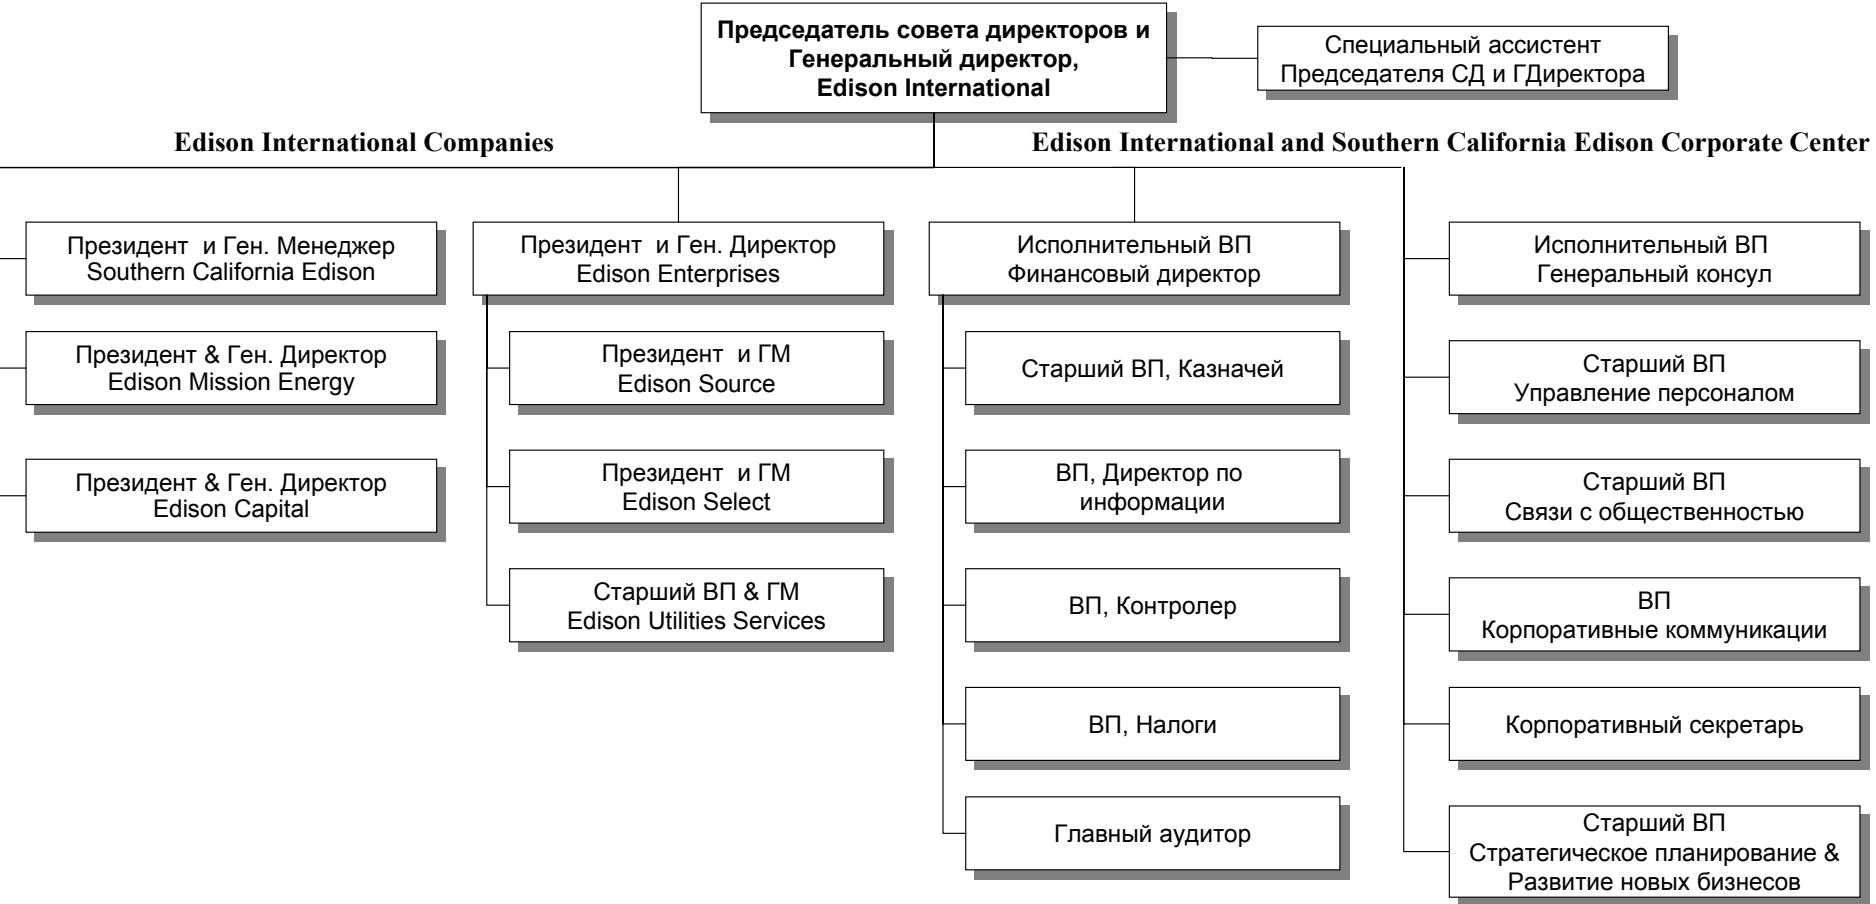 Председатель совета директоров и
Генеральный директор,
Edison International
Специальный ассистент
Председателя СД и ГДиректора
Edison International Companies
Edison International and Southern California Edison Corporate Center
Президент и Ген. Менеджер
Southern California Edison
Президент & Ген. Директор
Edison Mission Energy
Президент & Ген. Директор
Edison Capital
Президент и Ген. Директор
Edison Enterprises
Президент и ГМ
Edison Source
Президент и ГМ
Edison Select
Старший ВП & ГМ
Edison Utilities Services
Исполнительный ВП
Финансовый директор
Старший ВП, Казначей
ВП, Директор по
информации
ВП, Контролер
ВП, Налоги
Главный аудитор
Исполнительный ВП
Генеральный консул
Старший ВП
Управление персоналом
Старший ВП
Связи с общественностью
ВП
Корпоративные коммуникации
Корпоративный секретарь
Старший ВП
Стратегическое планирование &
Развитие новых бизнесов